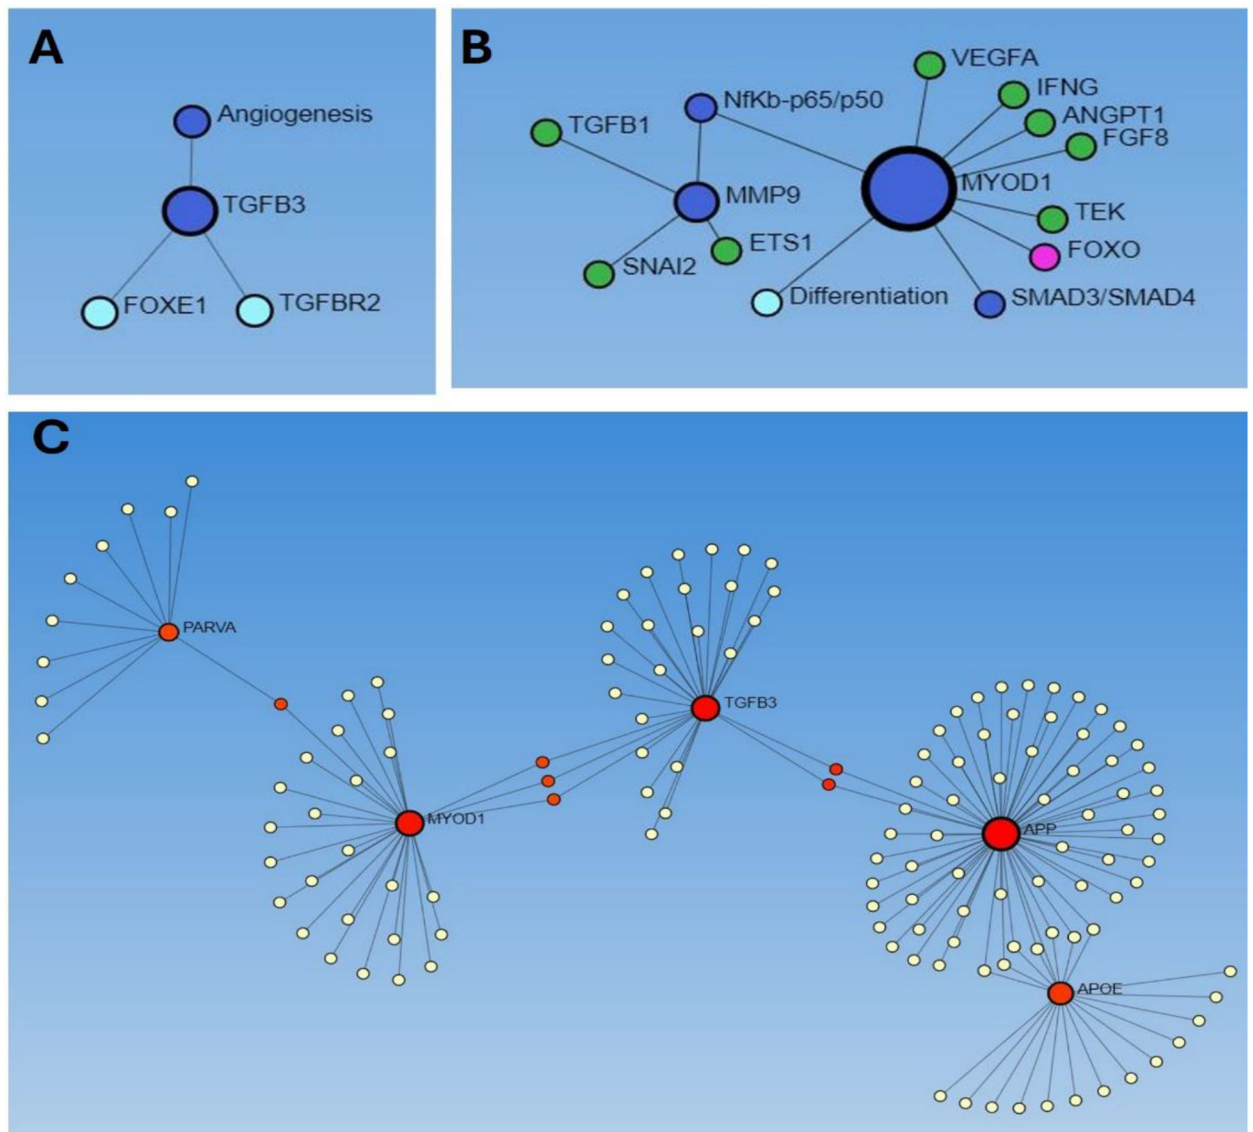 A
Angiogenesis
TGFB3
FOXE1
TGFBR2
B
VEGFA
NfKb-p65/p50
IFNG
ANGPT1
TGFB1
FGF8
MYOD1
MMP9
TEK
ETS1
FOXO
SNAI2
Differentiation
SMAD3/SMAD4
C
PARVA
TGFB3
MYOD1
APP
APOE